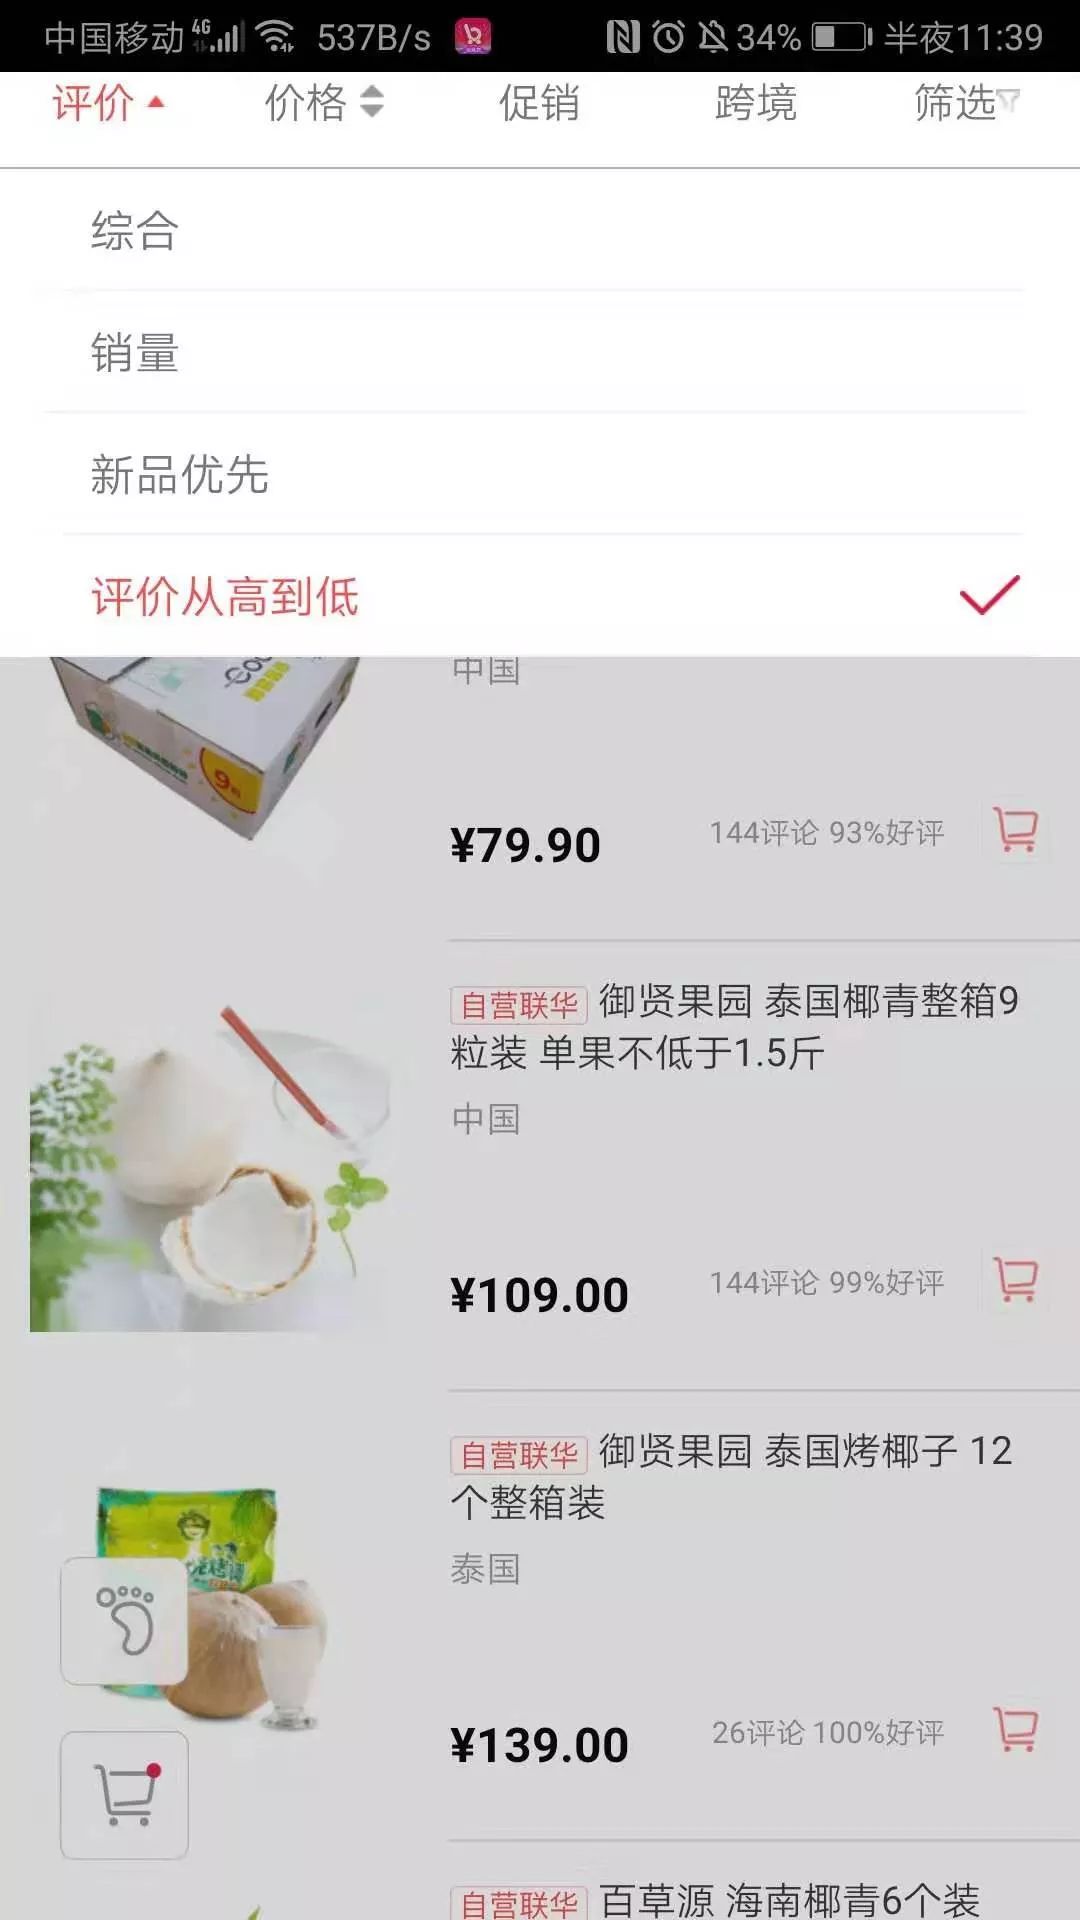 中国移动 4G 537B/s 34% 半夜11:39
评价 价格 促销 跨境 筛选
综合
销量
新品优先
评价从高到低
中国
9
¥79.90 144评论 93%好评
自营联华 御贤果园 泰国椰青整箱9
粒装 单果不低于1.5斤
中国
¥109.00 144评论 99%好评
自营联华 御贤果园 泰国烤椰子 12
个整箱装
泰国
¥139.00 26评论 100%好评
自营联华 百草源 海南椰青6个装